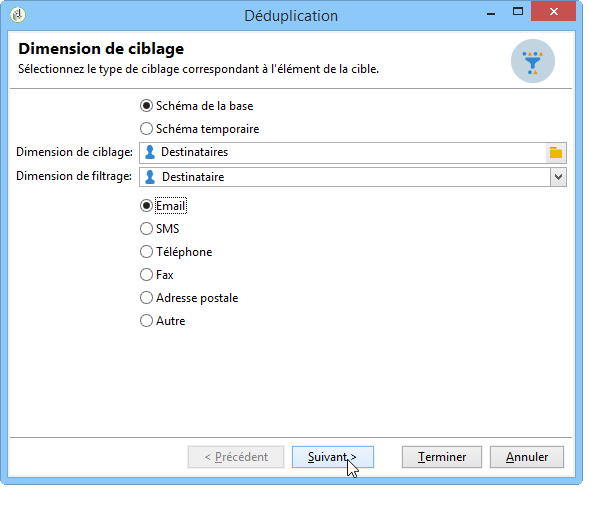 Déduplication
Dimension de ciblage
Sélectionnez le type de ciblage correspondant à l'élément de la cible.
Schéma de la base
Schéma temporaire
Dimension de ciblage: Destinataires
Dimension de filtrage: Destinataire
Email
SMS
Téléphone
Fax
Adresse postale
Autre
< Précédent Suivant > Terminer Annuler